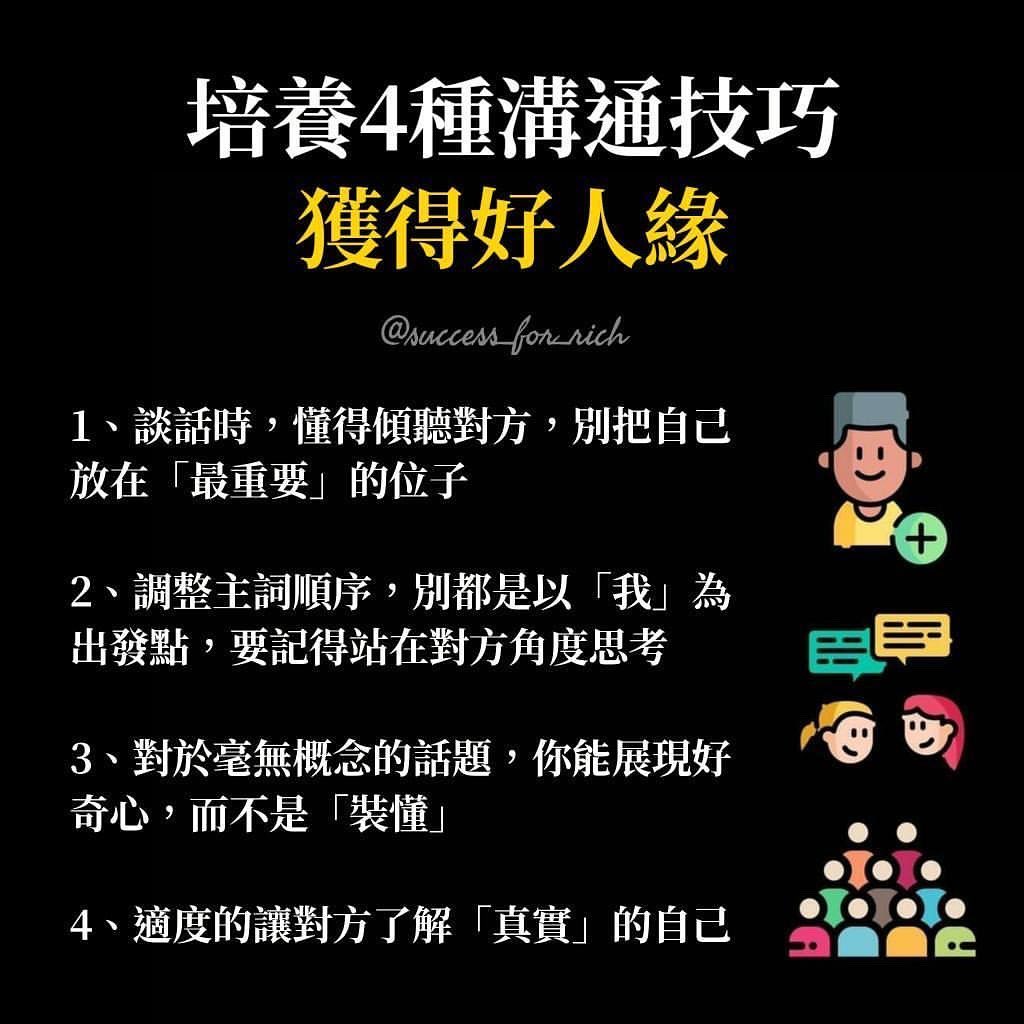 培養4種溝通技巧
獲得好人緣
@success_for_rich
1、談話時，懂得傾聽對方，別把自己
放在「最重要」的位子
2、調整主詞順序，別都是以「我」為
出發點，要記得站在對方角度思考
3、對於毫無概念的話題，你能展現好
奇心，而不是「裝懂」
4、適度的讓對方了解「真實」的自己